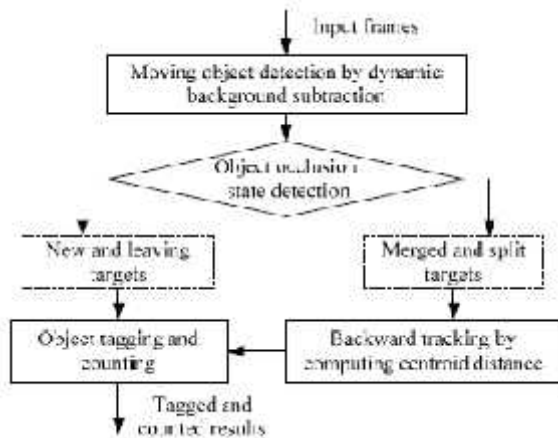 Input frames
Moving object detection by dynamic
background subtraction
Object occlusion
state detection
New and leaving
targets
Merged and split
targets
Object tagging and
counting
Backward tracking by
computing centroid distance
Tagged and
counted results